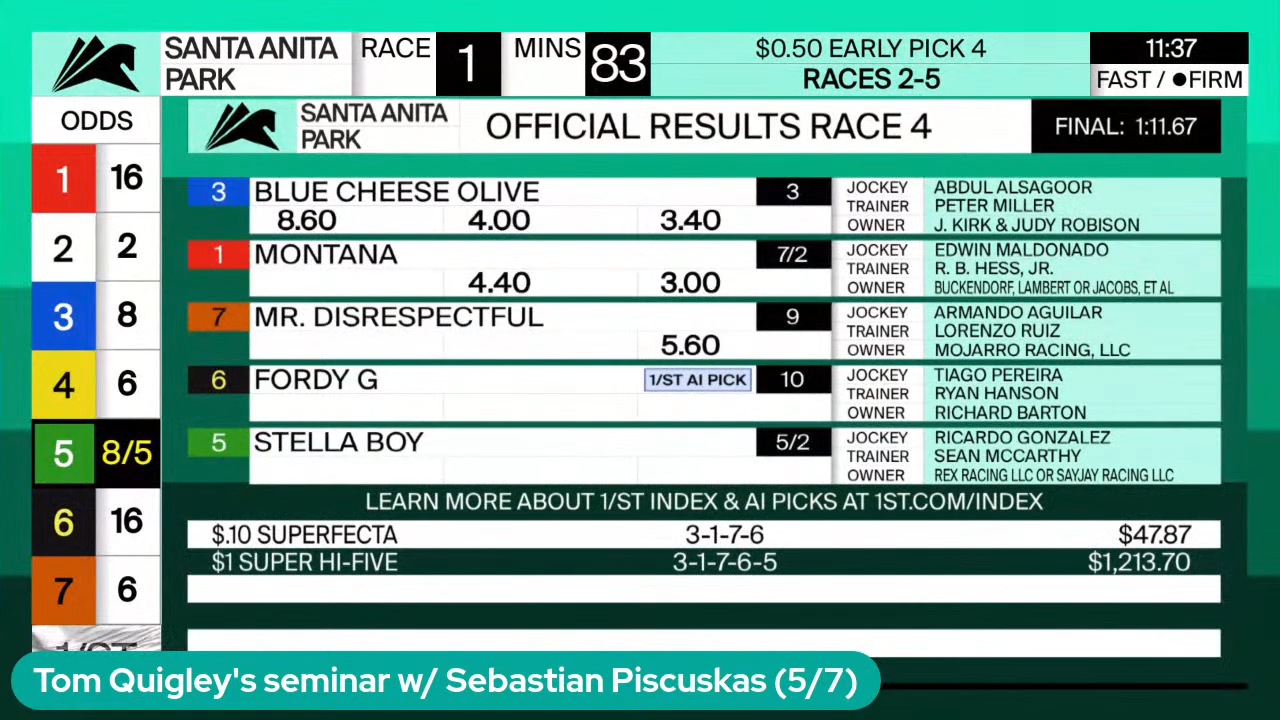 SANTA ANITA PARK RACE 1 MINS 83 $0.50 EARLY PICK 4 RACES 2-5 11:37 FAST / ●FIRM
ODDS
1 16
2 2
3 8
4 6
5 8/5
6 16
7 6
1/ST
SANTA ANITA PARK OFFICIAL RESULTS RACE 4 FINAL: 1:11.67
3 BLUE CHEESE OLIVE 3 JOCKEY ABDUL ALSAGOOR
TRAINER PETER MILLER
8.60 4.00 3.40 OWNER J. KIRK & JUDY ROBISON
1 MONTANA 7/2 JOCKEY EDWIN MALDONADO
TRAINER R. B. HESS, JR.
4.40 3.00 OWNER BUCKENDORF, LAMBERT OR JACOBS, ET AL
7 MR. DISRESPECTFUL 9 JOCKEY ARMANDO AGUILAR
TRAINER LORENZO RUIZ
5.60 OWNER MOJARRO RACING, LLC
6 FORDY G 1/ST AI PICK 10 JOCKEY TIAGO PEREIRA
TRAINER RYAN HANSON
OWNER RICHARD BARTON
5 STELLA BOY 5/2 JOCKEY RICARDO GONZALEZ
TRAINER SEAN MCCARTHY
OWNER REX RACING LLC OR SAYJAY RACING LLC
LEARN MORE ABOUT 1/ST INDEX & AI PICKS AT 1ST.COM/INDEX
$.10 SUPERFECTA 3-1-7-6 $47.87
$1 SUPER HI-FIVE 3-1-7-6-5 $1,213.70
Tom Quigley's seminar w/ Sebastian Piscuskas (5/7)